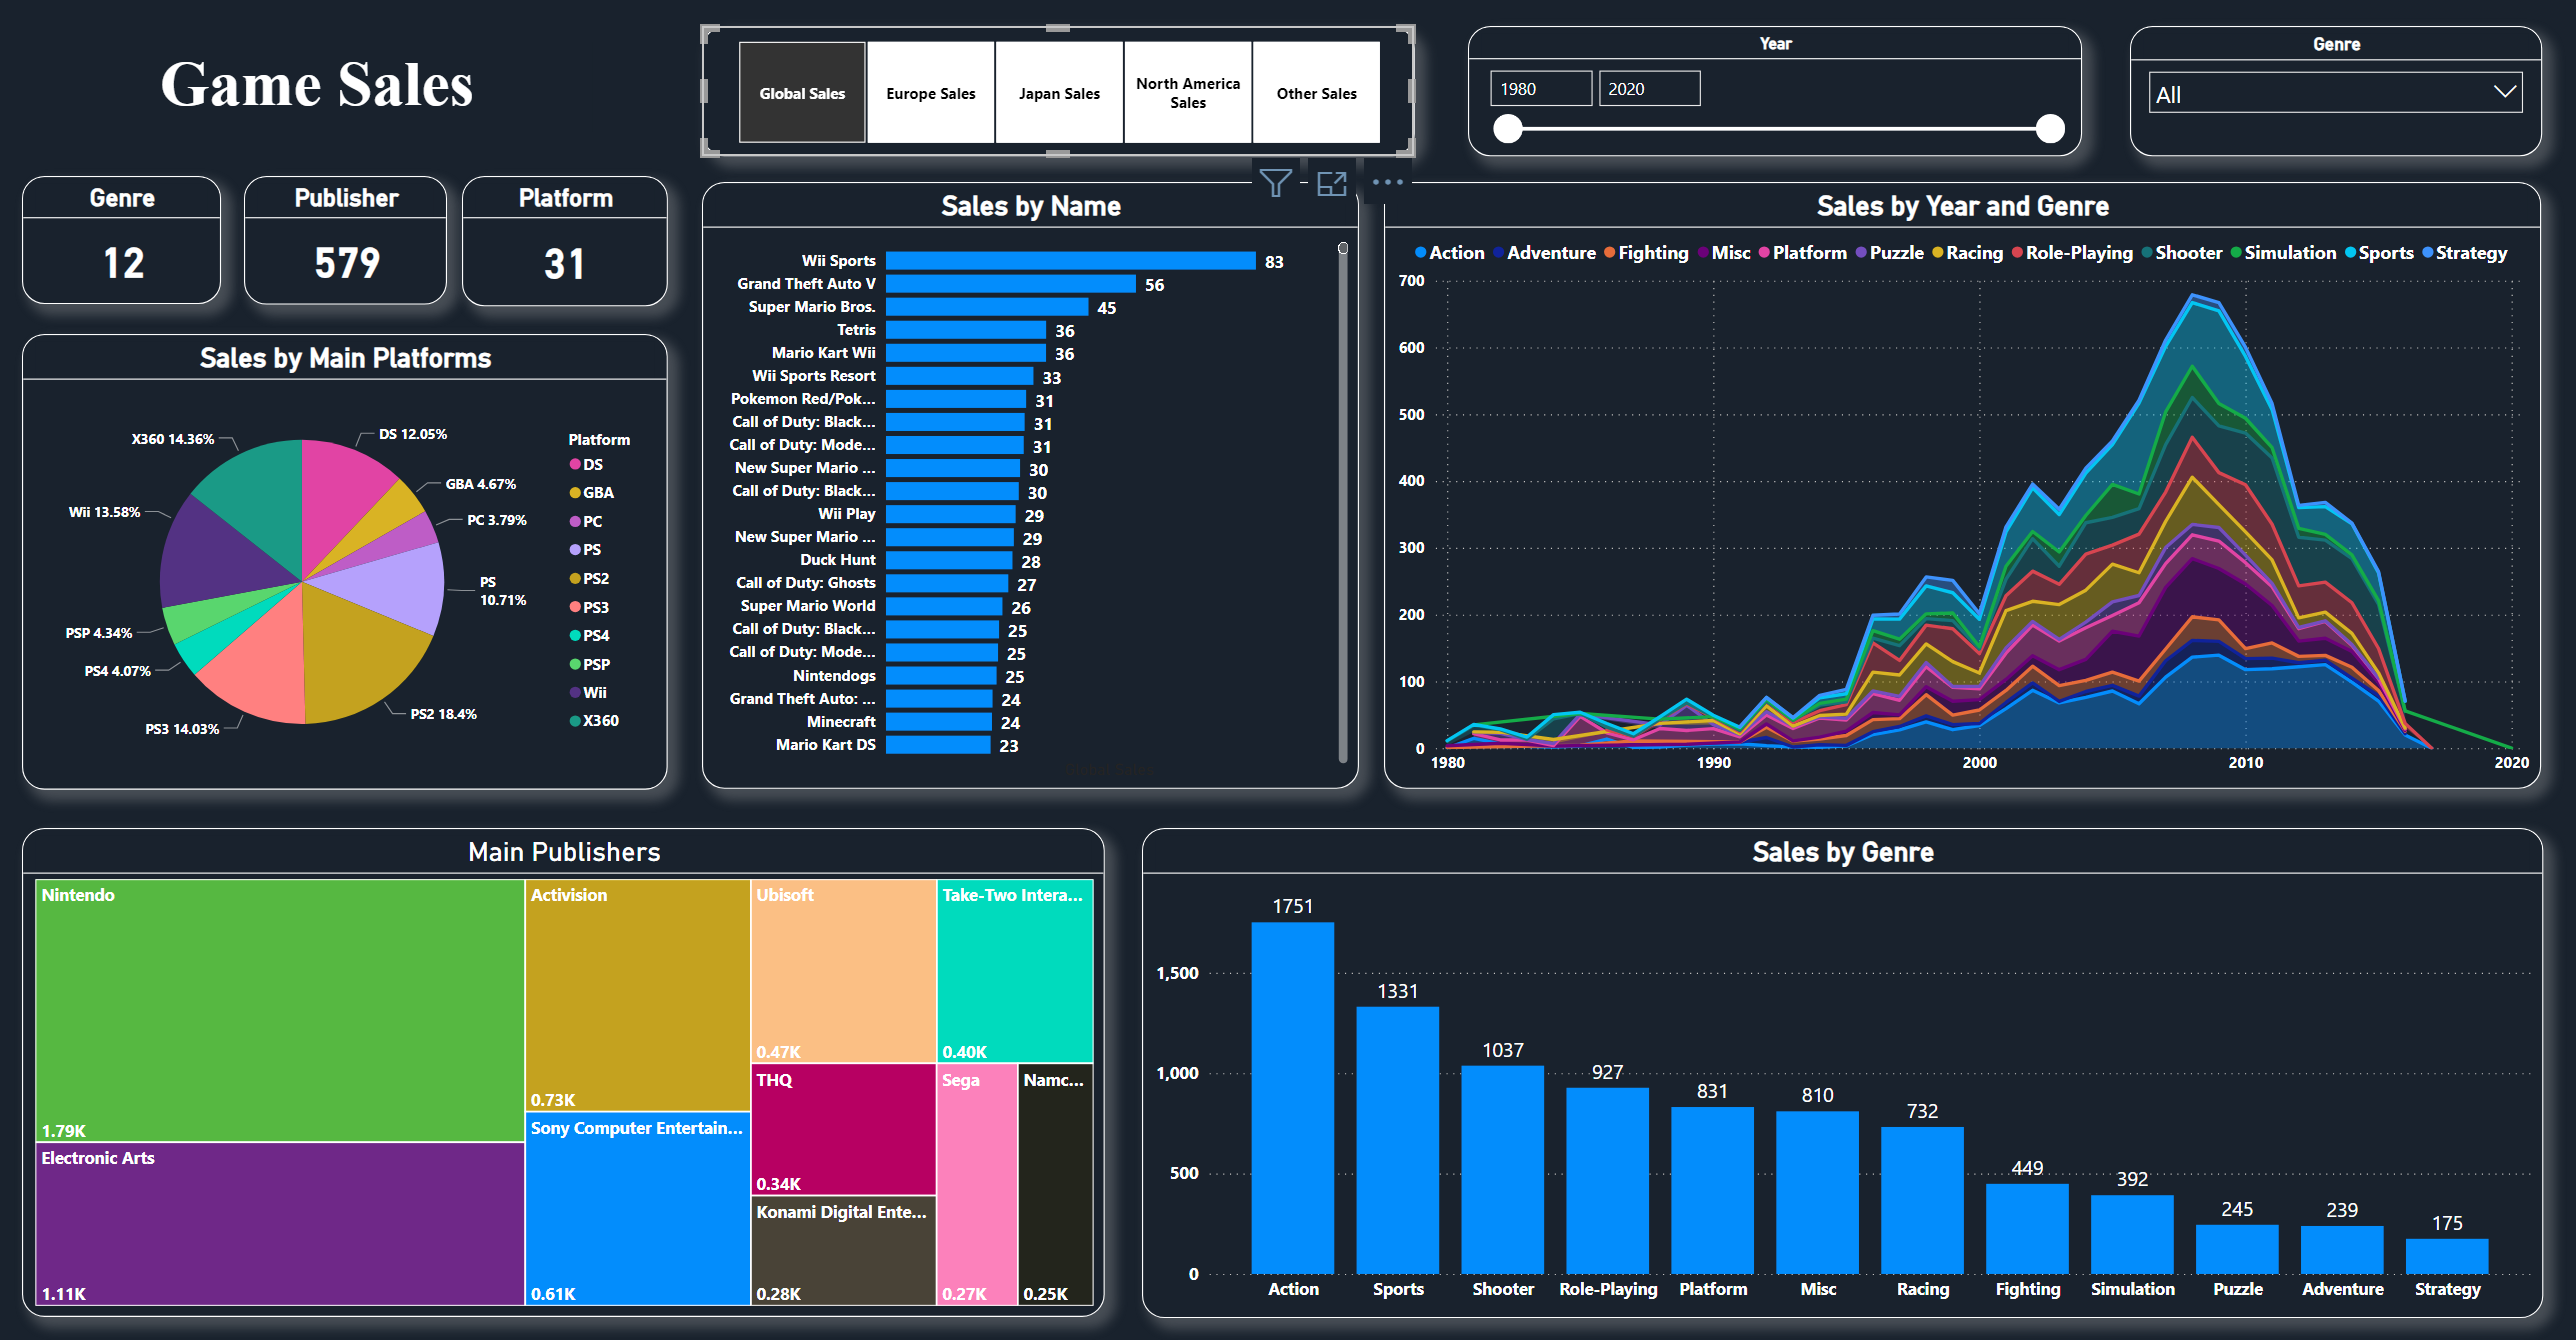 Game Sales
Global Sales
Europe Sales
Japan Sales
North America
Sales
Other Sales
Year
1980
2020
Genre
All
Genre
12
Publisher
579
Platform
31
Sales by Main Platforms
X360 14.36%
DS 12.05%
GBA 4.67%
PC 3.79%
PS
10.71%
PS2 18.4%
PS3 14.03%
PS4 4.07%
PSP 4.34%
Wii 13.58%
Platform
DS
GBA
PC
PS
PS2
PS3
PS4
PSP
Wii
X360
Sales by Name
Wii Sports 83
Grand Theft Auto V 56
Super Mario Bros. 45
Tetris 36
Mario Kart Wii 36
Wii Sports Resort 33
Pokemon Red/Pok... 31
Call of Duty: Black... 31
Call of Duty: Mode... 31
New Super Mario ... 30
Call of Duty: Black... 30
Wii Play 29
New Super Mario ... 29
Duck Hunt 28
Call of Duty: Ghosts 27
Super Mario World 26
Call of Duty: Black... 25
Call of Duty: Mode... 25
Nintendogs 25
Grand Theft Auto: ... 24
Minecraft 24
Mario Kart DS 23
Sales by Year and Genre
Action Adventure Fighting Misc Platform Puzzle Racing Role-Playing Shooter Simulation Sports Strategy
700
600
500
400
300
200
100
0
1980 1990 2000 2010 2020
Main Publishers
Nintendo
1.79K
Electronic Arts
1.11K
Activision
0.73K
Sony Computer Entertain...
0.61K
Ubisoft
0.47K
THQ
0.34K
Konami Digital Ente...
0.28K
Take-Two Intera...
0.40K
Sega
0.27K
Namc...
0.25K
Sales by Genre
1,500
1,000
500
0
1751
1331
1037
927
831
810
732
449
392
245
239
175
Action Sports Shooter Role-Playing Platform Misc Racing Fighting Simulation Puzzle Adventure Strategy